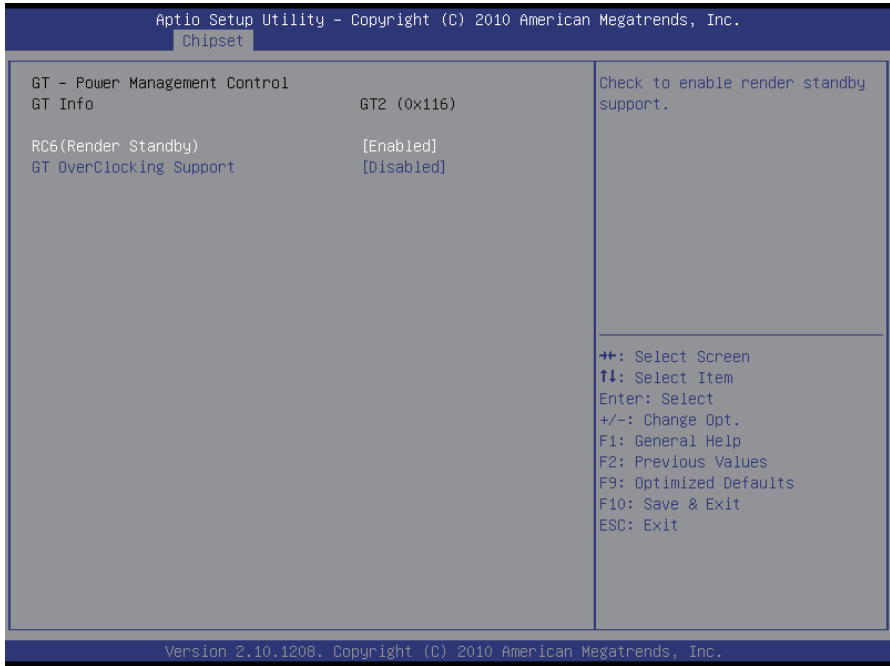 Aptio Setup Utility – Copyright (C) 2010 American Megatrends, Inc.
Chipset
GT – Power Management Control
GT Info GT2 (0x116)
RC6(Render Standby) [Enabled]
GT OverClocking Support [Disabled]
Check to enable render standby
support.
→←: Select Screen
↑↓: Select Item
Enter: Select
+/-: Change Opt.
F1: General Help
F2: Previous Values
F9: Optimized Defaults
F10: Save & Exit
ESC: Exit
Version 2.10.1208. Copyright (C) 2010 American Megatrends, Inc.